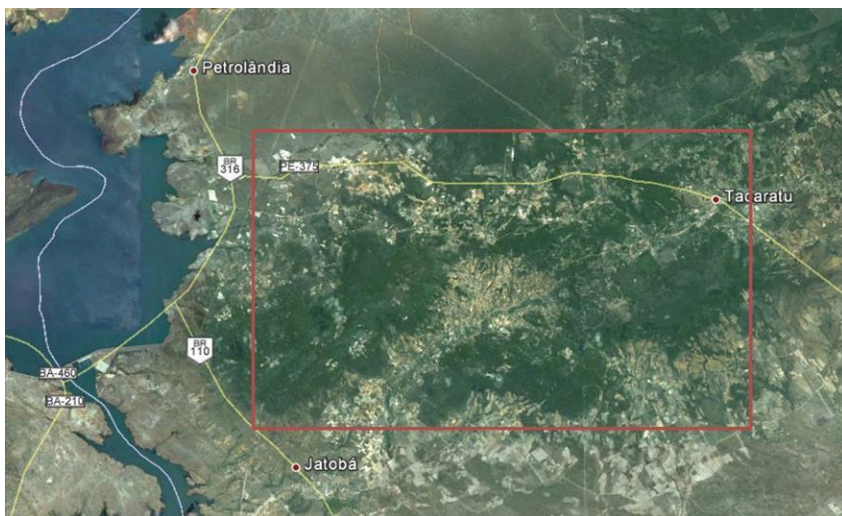 Petrolândia
BR
316
PE-375
Tacaratu
BR
110
BA-460
BA-210
Jatobá